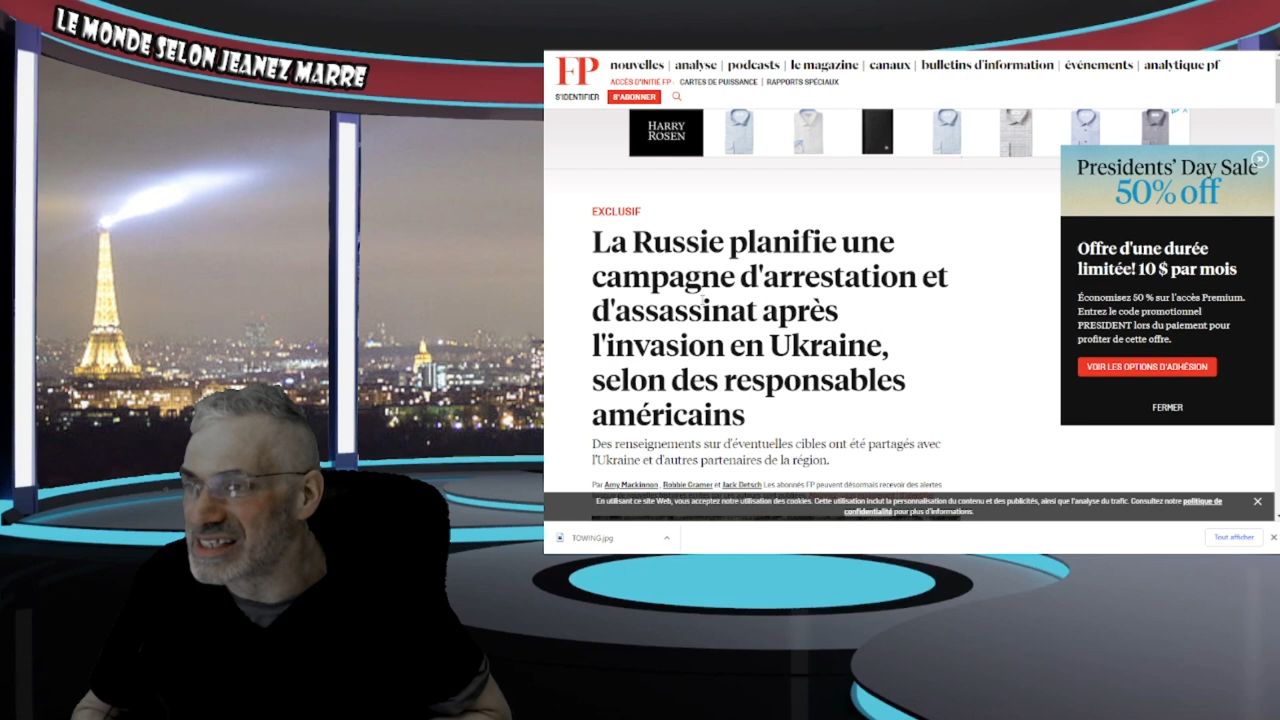 LE MONDE SELON JEANEZ MARRE
FP
nouvelles | analyse | podcasts | le magazine | canaux | bulletins d'information | événements | analytique pf
ACCÈS D'INITIÉ FP CARTES DE PUISSANCE | RAPPORTS SPÉCIAUX
S'IDENTIFIER S'ABONNER
HARRY
ROSEN
EXCLUSIF
La Russie planifie une
campagne d'arrestation et
d'assassinat après
l'invasion en Ukraine,
selon des responsables
américains
Des renseignements sur d'éventuelles cibles ont été partagés avec
l'Ukraine et d'autres partenaires de la région.
Par Amy Mackinnon , Robbie Gramer et Jack Detsch Les abonnés FP peuvent désormais recevoir des alertes
Presidents' Day Sale
50% off
Offre d'une durée
limitée! 10 $ par mois
Économisez 50 % sur l'accès Premium.
Entrez le code promotionnel
PRESIDENT lors du paiement pour
profiter de cette offre.
VOIR LES OPTIONS D'ADHÉSION
FERMER
En utilisant ce site Web, vous acceptez notre utilisation des cookies. Cette utilisation inclut la personnalisation du contenu et des publicités, ainsi que l'analyse du trafic. Consultez notre politique de
confidentialité pour plus d'informations.
TOWING.jpg
Tout afficher